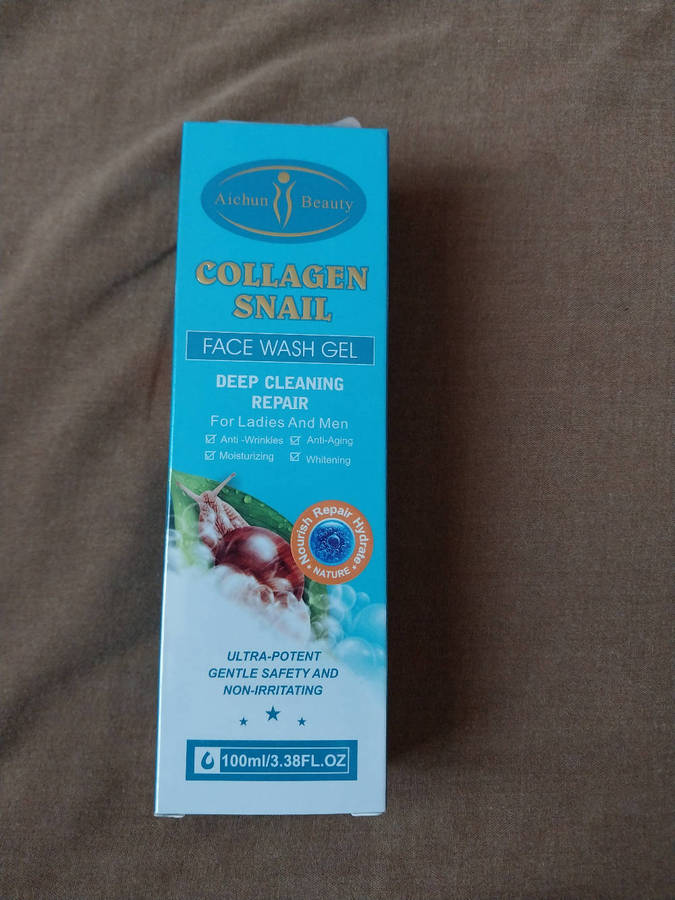 Aichun Beauty
COLLAGEN
SNAIL
FACE WASH GEL
DEEP CLEANING
REPAIR
For Ladies And Men
Anti -Wrinkles Anti-Aging
Moisturizing Whitening
Nourish Repair Hydrate
NATURE
ULTRA-POTENT
GENTLE SAFETY AND
NON-IRRITATING
100ml/3.38FL.OZ